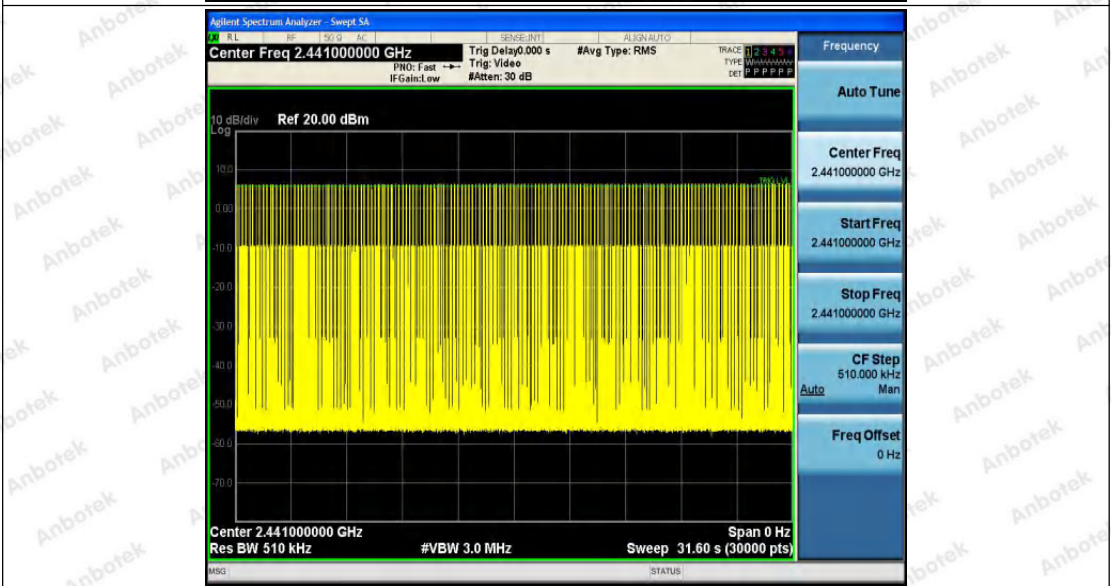 Agilent Spectrum Analyzer - Swept SA
LXI RL RF 50 Ω AC SENSE:INT ALIGN AUTO
Center Freq 2.441000000 GHz
PNO: Fast
IFGain:Low
Trig Delay0.000 s
Trig: Video
#Atten: 30 dB
#Avg Type: RMS
TRACE 1 2 3 4 5 6
TYPE W
DET P P P P P P
10 dB/div
Log
Ref 20.00 dBm
10.0
0.00
-10.0
-20.0
-30.0
-40.0
-50.0
-60.0
-70.0
TRIG LVL
Center 2.441000000 GHz
Span 0 Hz
Res BW 510 kHz
#VBW 3.0 MHz
Sweep 31.60 s (30000 pts)
MSG
STATUS
Frequency
Auto Tune
Center Freq
2.441000000 GHz
Start Freq
2.441000000 GHz
Stop Freq
2.441000000 GHz
CF Step
510.000 kHz
Auto Man
Freq Offset
0 Hz
Anbotek